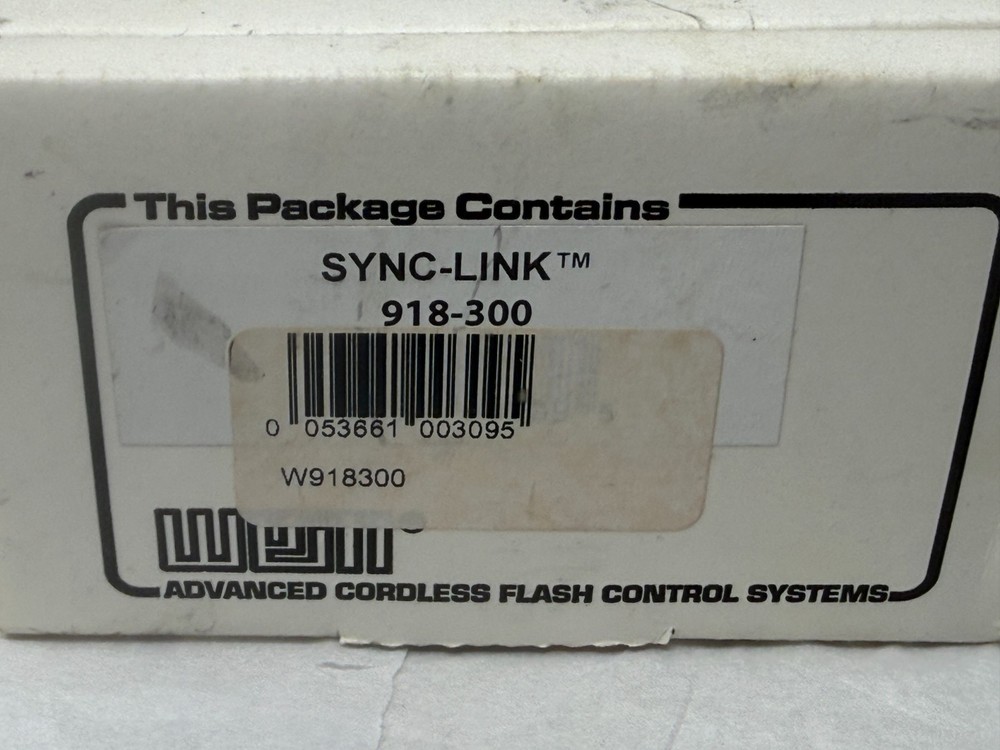 This Package Contains
SYNC-LINK™
918-300
0 053661 003095
W918300
ADVANCED CORDLESS FLASH CONTROL SYSTEMS